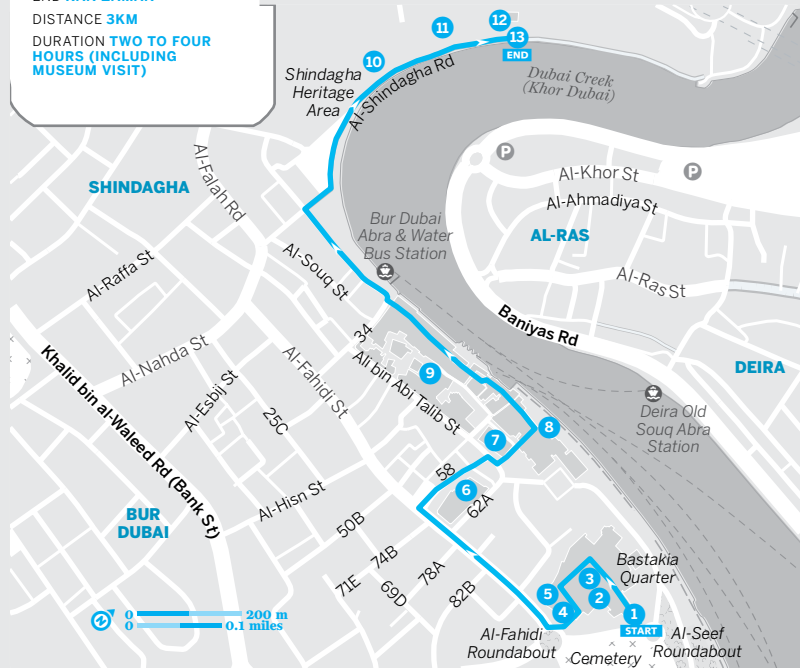 DISTANCE 3KM
DURATION TWO TO FOUR
HOURS (INCLUDING
MUSEUM VISIT)
10
11
12
13
END
Shindagha
Heritage
Area
Al-Shindagha Rd
Dubai Creek
(Khor Dubai)
P
P
Al-Khor St
Al-Ahmadiya St
SHINDAGHA
Al-Falah Rd
Bur Dubai
Abra & Water
Bus Station
AL-RAS
Al-Ras St
Al-Souq St
Al-Raffa St
Baniyas Rd
34
Al-Nahda St
Al-Fahidi St
Ali bin Abi Talib St
9
DEIRA
Khalid bin al-Waleed Rd (Bank St)
Al-Esbij St
25C
Deira Old
Souq Abra
Station
7
8
58
6
62A
Al-Hisn St
BUR
DUBAI
50B
74B
71E
69D
78A
82B
Bastakia
Quarter
3
5
2
4
1
START
0
200 m
0
0.1 miles
Al-Fahidi
Roundabout
Al-Seef
Roundabout
Cemetery